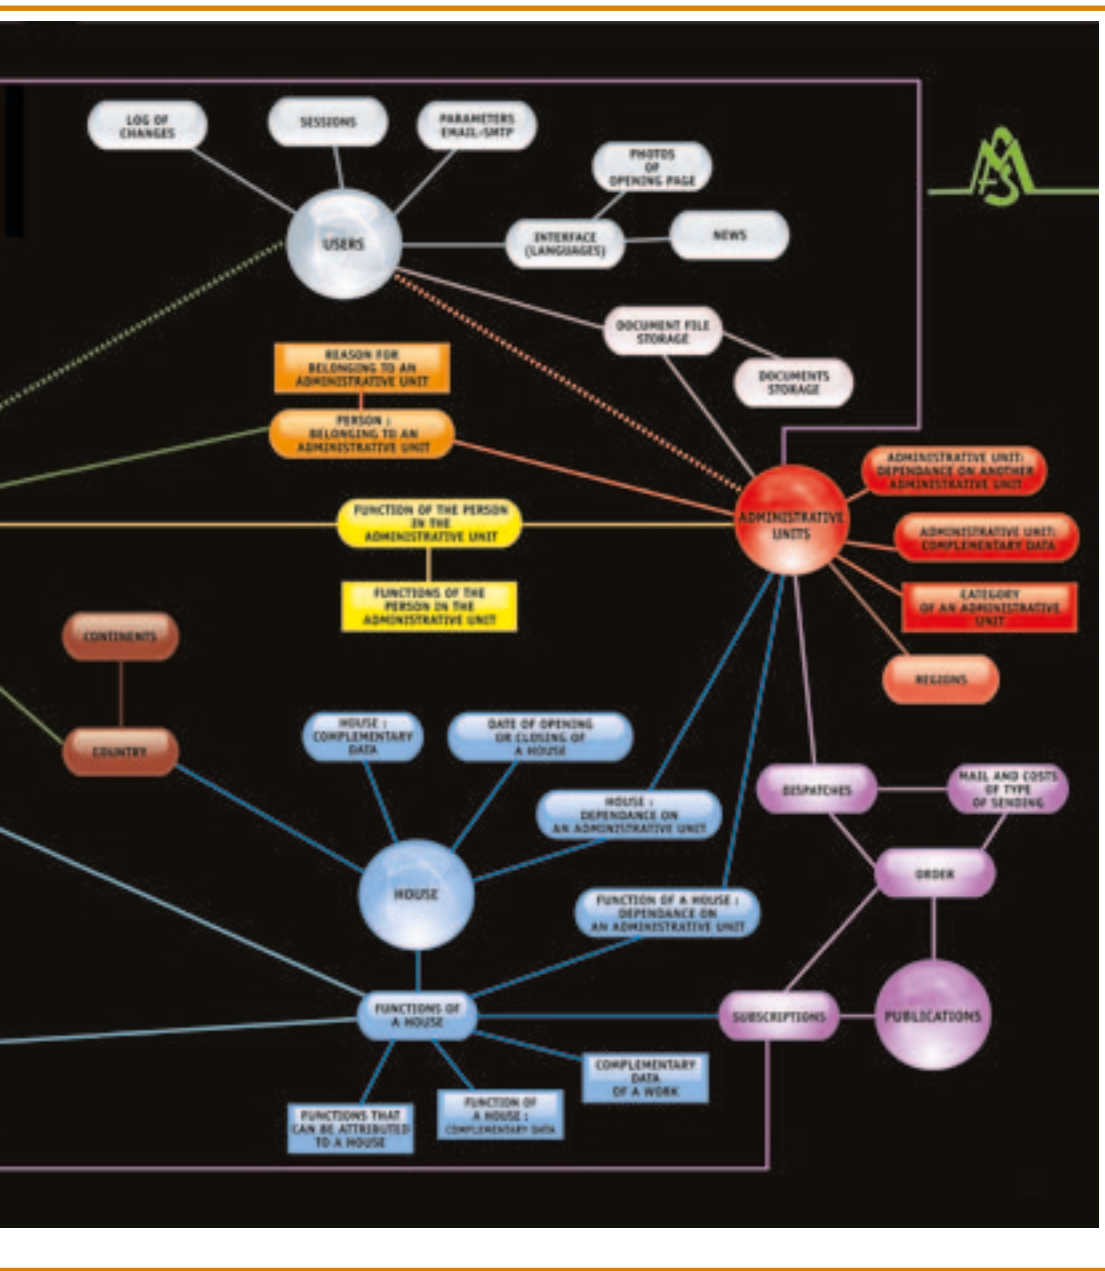 LOG OF
CHANGES
SESSIONS
PARAMETERS
EMAIL-SMTP
PHOTOS
OF
OPENING PAGE
USERS
INTERFACE
(LANGUAGES)
NEWS
DOCUMENT FILE
STORAGE
DOCUMENTS
STORAGE
REASON FOR
BELONGING TO AN
ADMINISTRATIVE UNIT
PERSON :
BELONGING TO AN
ADMINISTRATIVE UNIT
ADMINISTRATIVE UNIT:
DEPENDANCE ON ANOTHER
ADMINISTRATIVE UNIT
FUNCTION OF THE PERSON
IN THE
ADMINISTRATIVE UNIT
ADMINISTRATIVE
UNITS
ADMINISTRATIVE UNIT:
COMPLEMENTARY DATA
FUNCTIONS OF THE
PERSON IN THE
ADMINISTRATIVE UNIT
CATEGORY
OF AN ADMINISTRATIVE
UNIT
CONTINENTS
REGIONS
COUNTRY
HOUSE :
COMPLEMENTARY
DATA
DATE OF OPENING
OR CLOSING OF
A HOUSE
HOUSE :
DEPENDANCE ON
AN ADMINISTRATIVE UNIT
DISPATCHES
MAIL AND COSTS
OF TYPE
OF SENDING
HOUSE
ORDER
FUNCTION OF A HOUSE :
DEPENDANCE ON
AN ADMINISTRATIVE UNIT
FUNCTIONS OF
A HOUSE
SUBSCRIPTIONS
PUBLICATIONS
COMPLEMENTARY
DATA
OF A WORK
FUNCTIONS THAT
CAN BE ATTRIBUTED
TO A HOUSE
FUNCTION OF
A HOUSE :
COMPLEMENTARY DATA